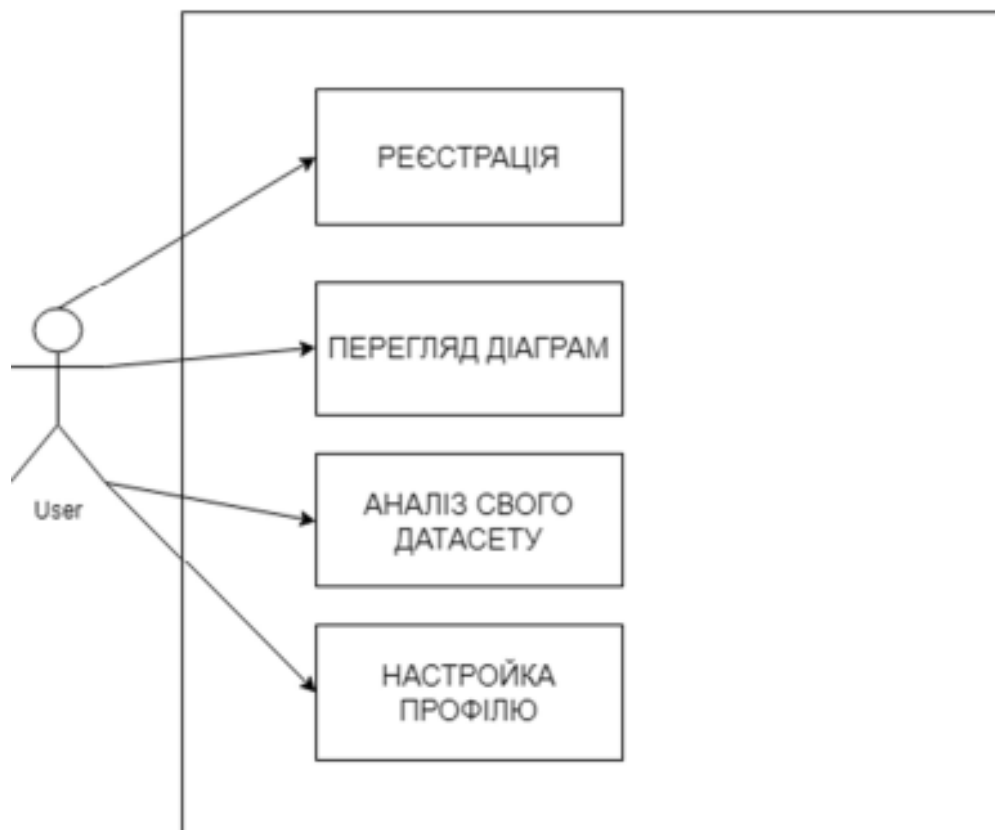 РЕЄСТРАЦІЯ
ПЕРЕГЛЯД ДІАГРАМ
User
АНАЛІЗ СВОГО
ДАТАСЕТУ
НАСТРОЙКА
ПРОФІЛЮ